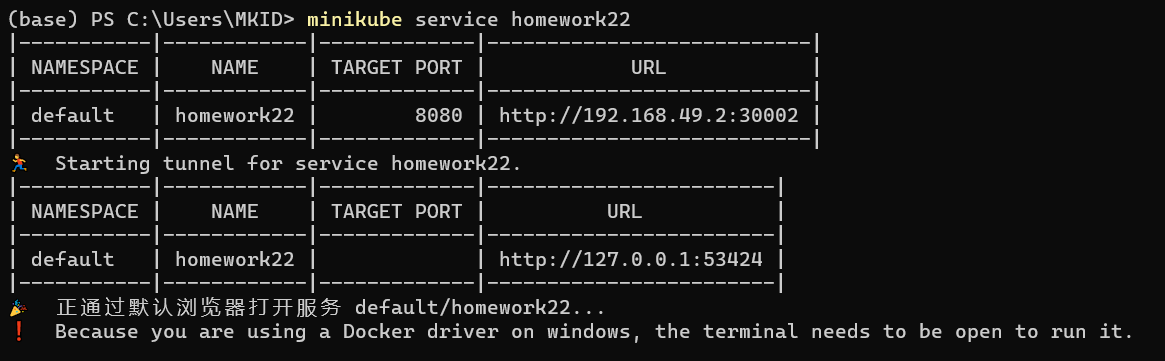 (base) PS C:\Users\MKID> minikube service homework22
|-----------|------------|-------------|---------------------------|
| NAMESPACE |    NAME    | TARGET PORT |            URL            |
|-----------|------------|-------------|---------------------------|
| default   | homework22 |        8080 | http://192.168.49.2:30002 |
|-----------|------------|-------------|---------------------------|
🏃  Starting tunnel for service homework22.
|-----------|------------|-------------|------------------------|
| NAMESPACE |    NAME    | TARGET PORT |          URL           |
|-----------|------------|-------------|------------------------|
| default   | homework22 |             | http://127.0.0.1:53424 |
|-----------|------------|-------------|------------------------|
🎉  正通过默认浏览器打开服务 default/homework22...
❗  Because you are using a Docker driver on windows, the terminal needs to be open to run it.